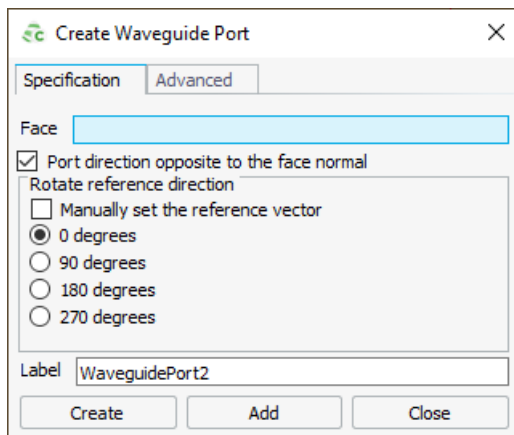 Create Waveguide Port
Specification Advanced
Face
Port direction opposite to the face normal
Rotate reference direction
Manually set the reference vector
0 degrees
90 degrees
180 degrees
270 degrees
Label WaveguidePort2
Create Add Close